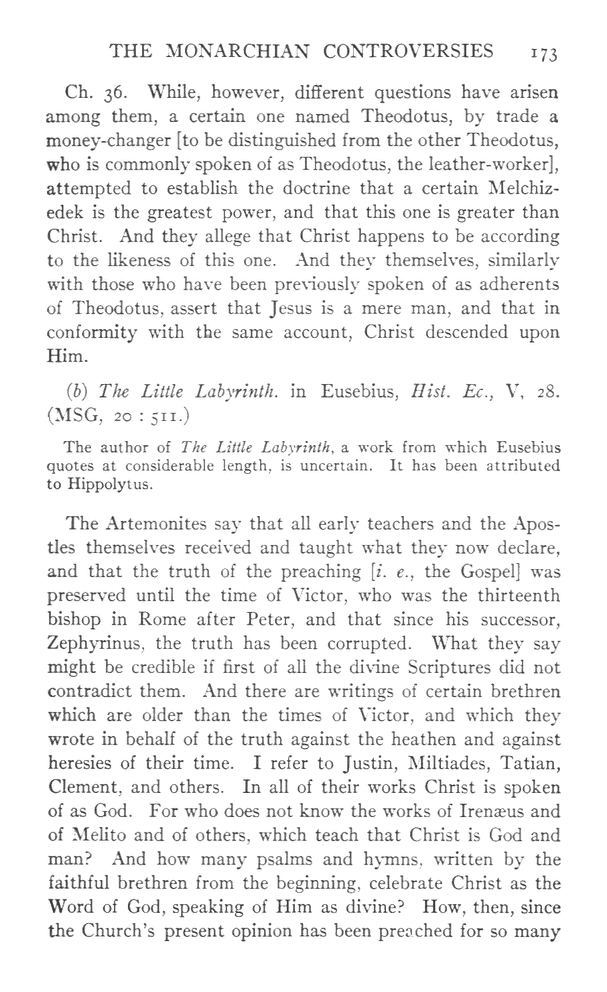 THE MONARCHIAN CONTROVERSIES 173
Ch. 36. While, however, different questions have arisen
among them, a certain one named Theodotus, by trade a
money-changer [to be distinguished from the other Theodotus,
who is commonly spoken of as Theodotus, the leather-worker],
attempted to establish the doctrine that a certain Melchiz-
edek is the greatest power, and that this one is greater than
Christ. And they allege that Christ happens to be according
to the likeness of this one. And they themselves, similarly
with those who have been previously spoken of as adherents
of Theodotus, assert that Jesus is a mere man, and that in
conformity with the same account, Christ descended upon
Him.
(b) The Little Labyrinth. in Eusebius, Hist. Ec., V, 28.
(MSG, 20 : 511.)
The author of The Little Labyrinth, a work from which Eusebius
quotes at considerable length, is uncertain. It has been attributed
to Hippolytus.
The Artemonites say that all early teachers and the Apos-
tles themselves received and taught what they now declare,
and that the truth of the preaching [i. e., the Gospel] was
preserved until the time of Victor, who was the thirteenth
bishop in Rome after Peter, and that since his successor,
Zephyrinus, the truth has been corrupted. What they say
might be credible if first of all the divine Scriptures did not
contradict them. And there are writings of certain brethren
which are older than the times of Victor, and which they
wrote in behalf of the truth against the heathen and against
heresies of their time. I refer to Justin, Miltiades, Tatian,
Clement, and others. In all of their works Christ is spoken
of as God. For who does not know the works of Irenæus and
of Melito and of others, which teach that Christ is God and
man? And how many psalms and hymns, written by the
faithful brethren from the beginning, celebrate Christ as the
Word of God, speaking of Him as divine? How, then, since
the Church's present opinion has been preached for so many